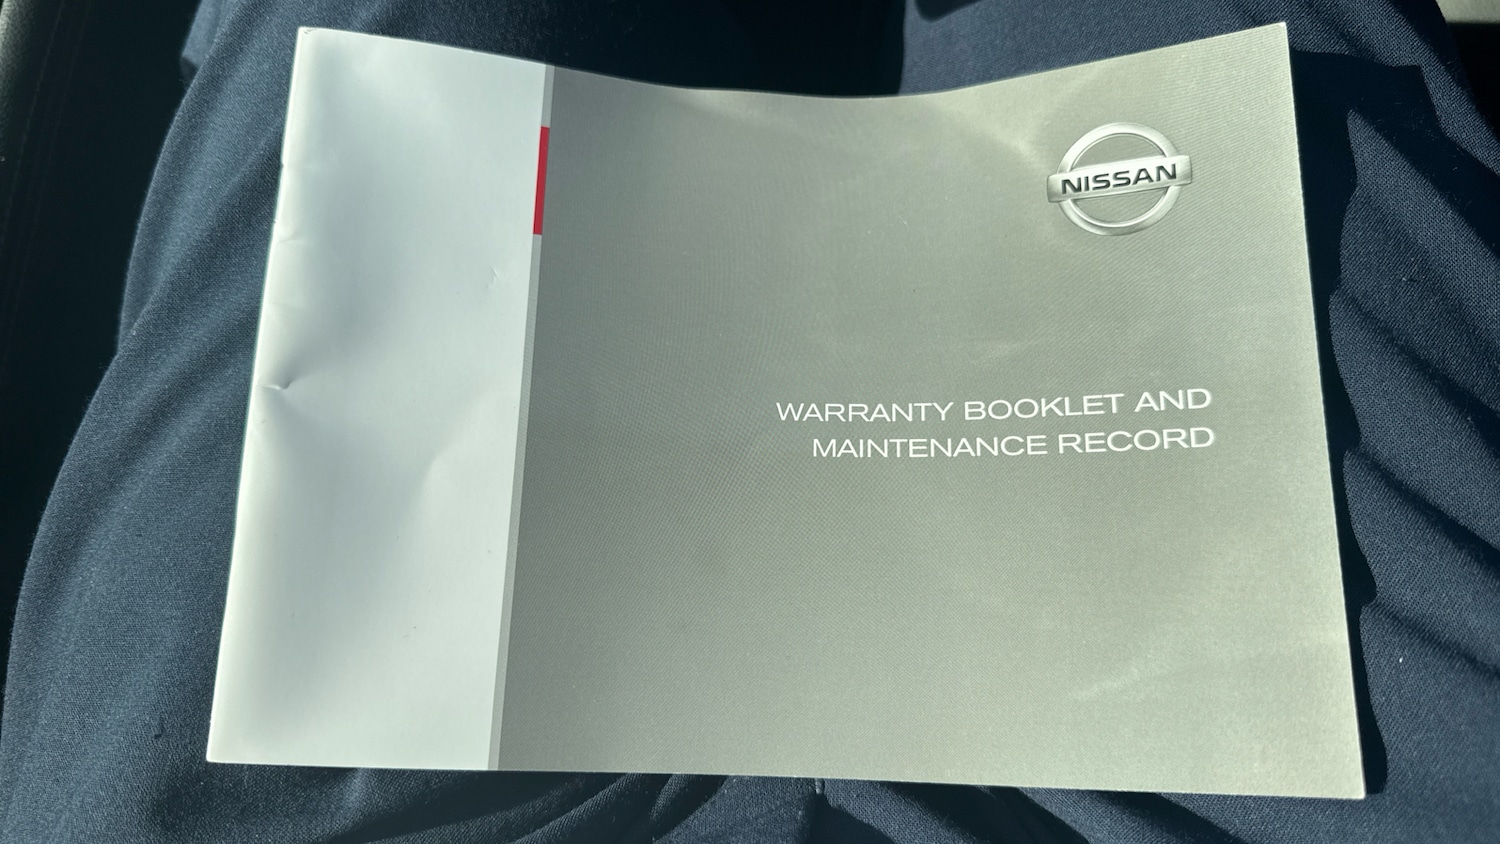 NISSAN
WARRANTY BOOKLET AND
MAINTENANCE RECORD